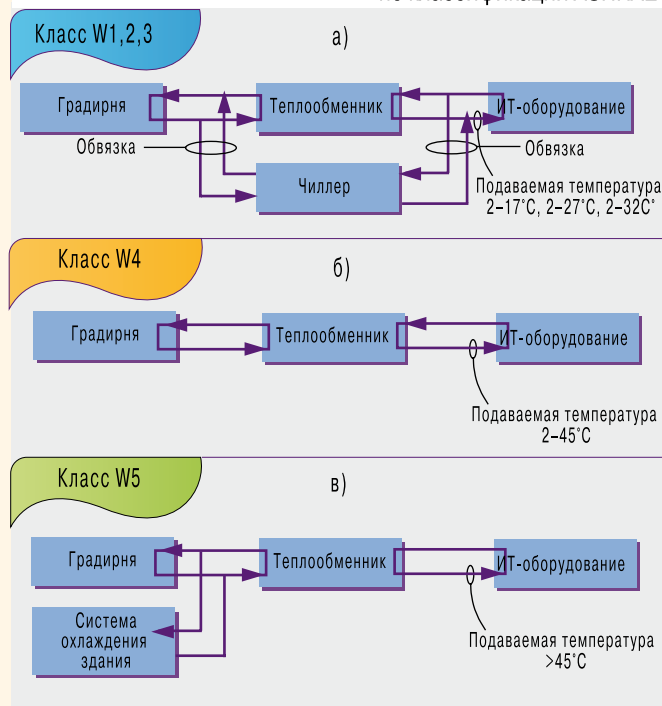 Класс W1,2,3
а)
Градирня
Теплообменник
ИТ-оборудование
Обвязка
Обвязка
Чиллер
Подаваемая температура
2–17°C, 2–27°C, 2–32C°
Класс W4
б)
Градирня
Теплообменник
ИТ-оборудование
Подаваемая температура
2–45°C
Класс W5
в)
Градирня
Теплообменник
ИТ-оборудование
Система
охлаждения
здания
Подаваемая температура
>45°C